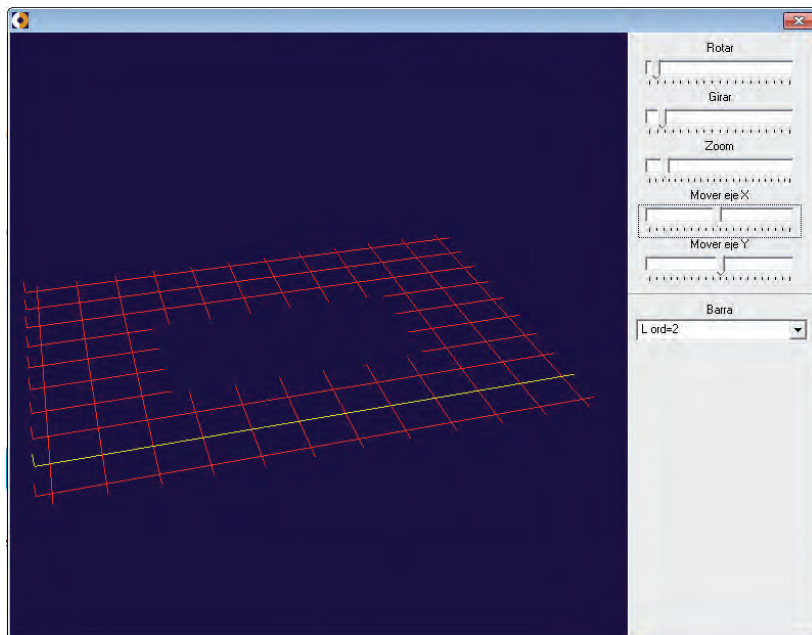 Rotar
Girar
Zoom
Mover eje X
Mover eje Y
Barra
L ord=2